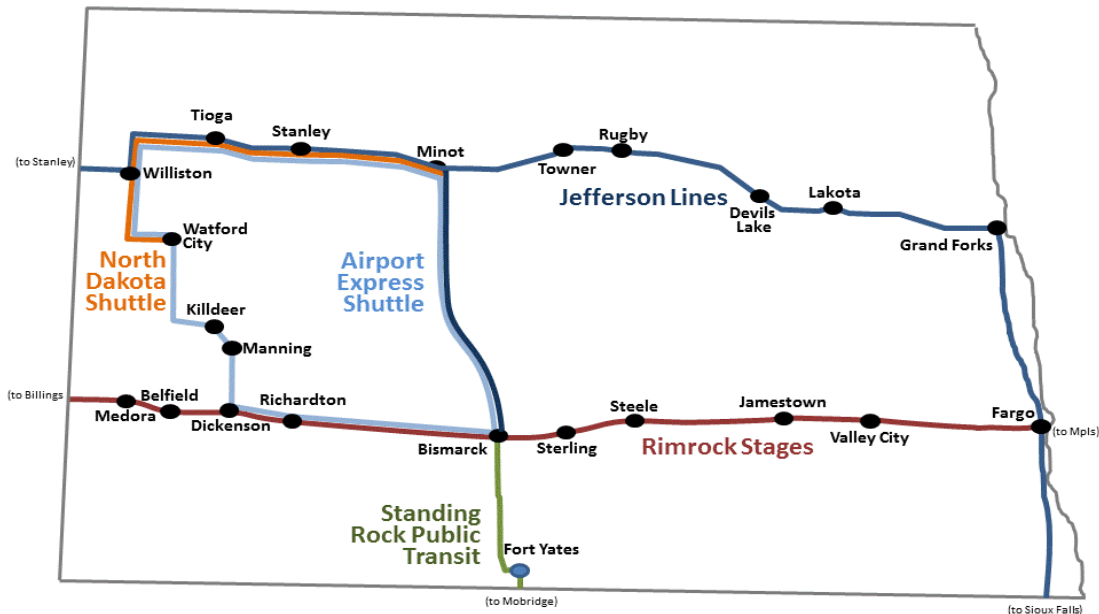 Tioga
Stanley
Minot
Rugby
Towner
(to Stanley)
Williston
Jefferson Lines
Devils
Lake
Lakota
Grand Forks
Watford
City
North
Dakota
Shuttle
Airport
Express
Shuttle
Killdeer
Manning
(to Billings
Belfield
Medora
Dickenson
Richardton
Bismarck
Sterling
Steele
Rimrock Stages
Jamestown
Valley City
Fargo
(to Mpls)
Standing
Rock Public
Transit
Fort Yates
(to Mobridge)
(to Sioux Falls)